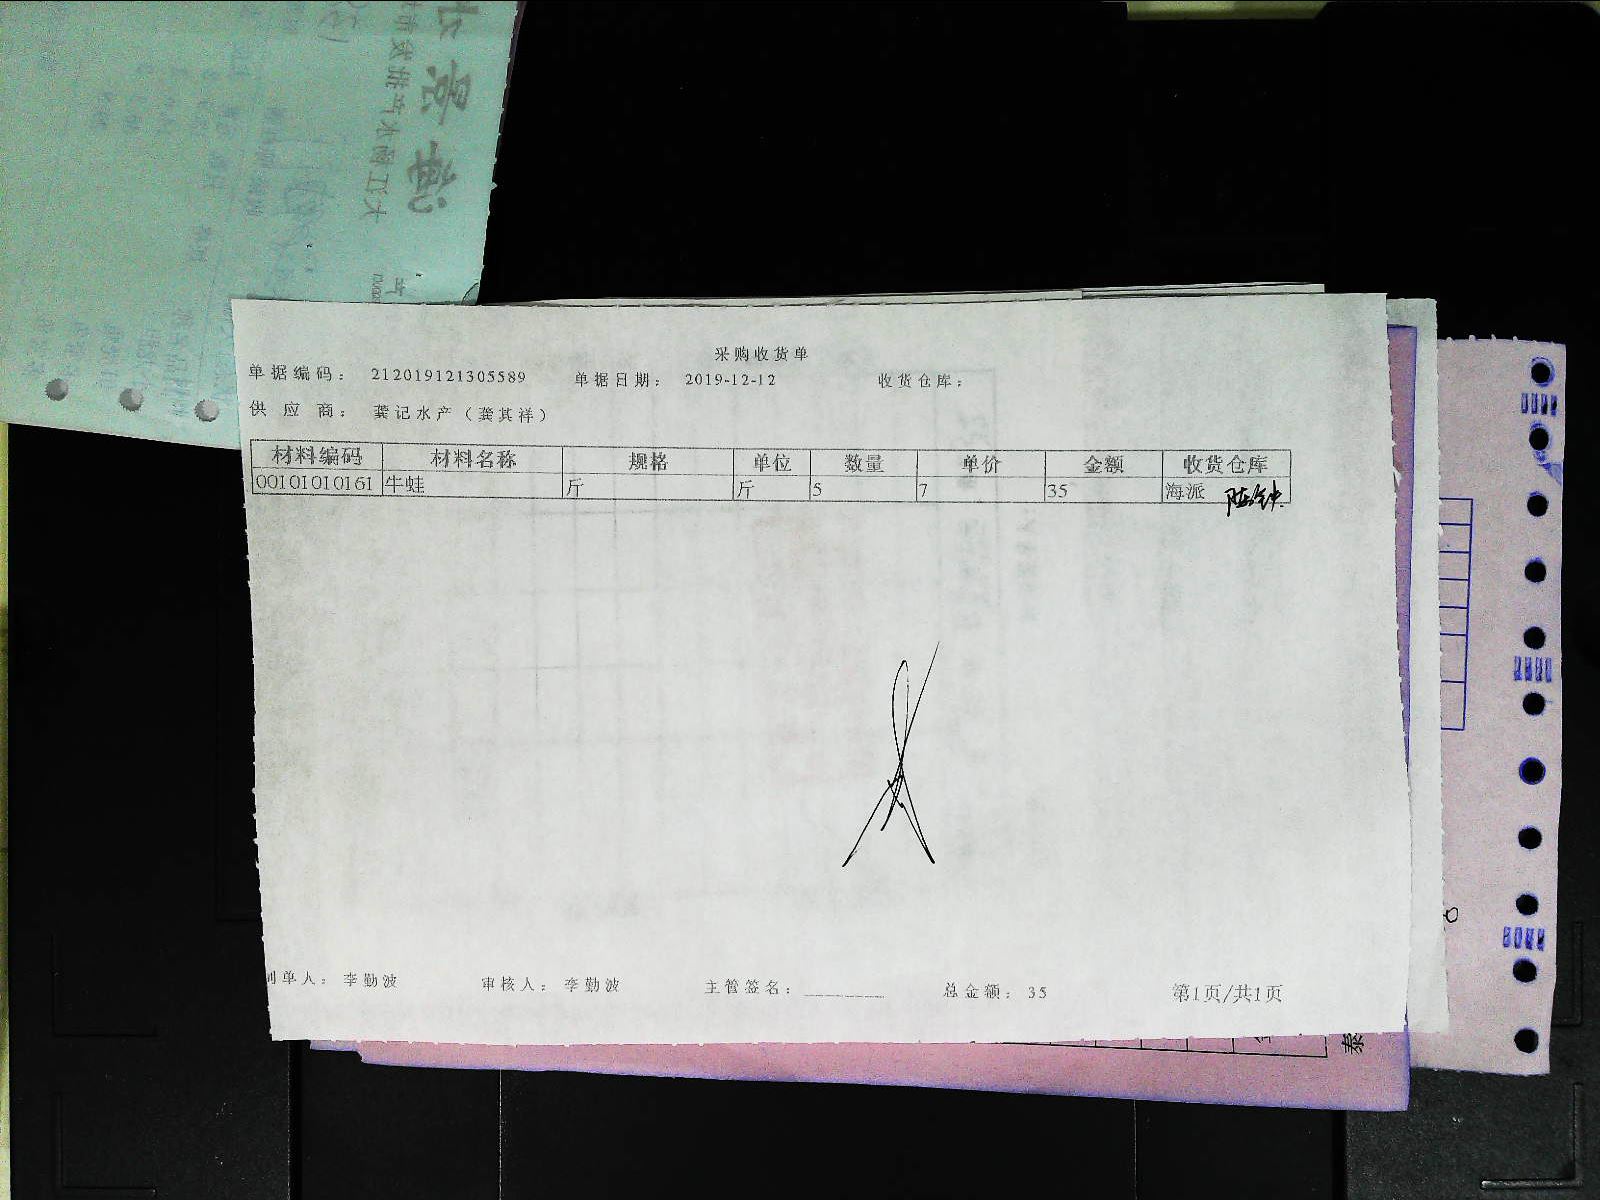 采购收货单
单据编码： 212019121305589 单据日期： 2019-12-12 收货仓库：
供应商： 龚记水产（龚其祥）
材料编码 材料名称 规格 单位 数量 单价 金额 收货仓库
00101010161 牛蛙 斤 斤 5 7 35 海派
制单人： 李勤波 审核人： 李勤波 主管签名： 总金额： 35 第1页/共1页
泰